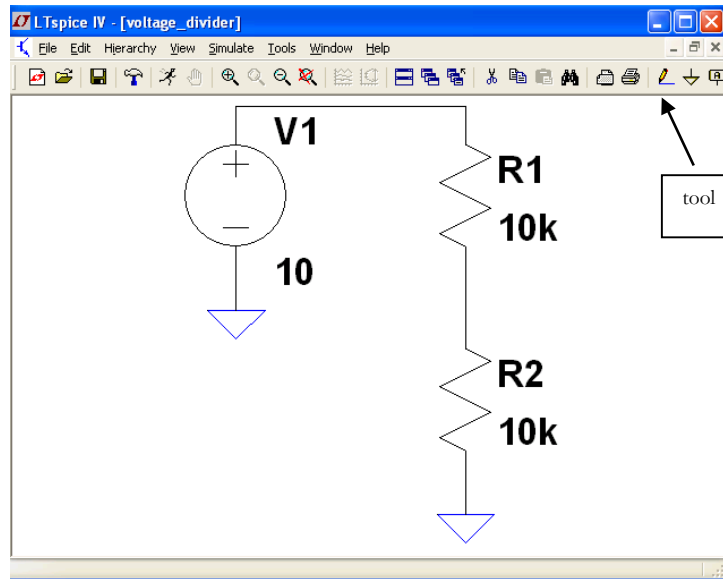 LTspice IV - [voltage_divider]
File Edit Hierarchy View Simulate Tools Window Help
V1
R1
tool
10k
10
R2
10k